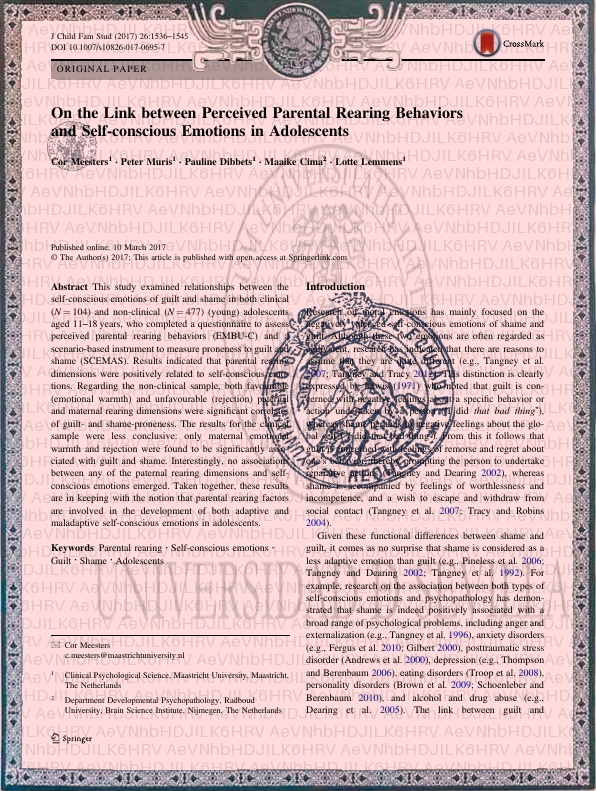 J Child Fam Stud (2017) 26:1536–1545
DOI 10.1007/s10826-017-0695-7
CrossMark
ORIGINAL PAPER
On the Link between Perceived Parental Rearing Behaviors
and Self-conscious Emotions in Adolescents
Cor Meesters1 · Peter Muris1 · Pauline Dibbets1 · Maaike Cima2 · Lotte Lemmens1
Published online: 10 March 2017
© The Author(s) 2017; This article is published with open access at Springerlink.com
Abstract This study examined relationships between the
self-conscious emotions of guilt and shame in both clinical
(N = 104) and non-clinical (N = 477) (young) adolescents
aged 11–18 years, who completed a questionnaire to assess
perceived parental rearing behaviors (EMBU-C) and a
scenario-based instrument to measure proneness to guilt and
shame (SCEMAS). Results indicated that parental rearing
dimensions were positively related to self-conscious
tions. Regarding the non-clinical sample, both favourable
(emotional warmth) and unfavourable (rejection) paternal
and maternal rearing dimensions were significant correlates
of guilt- and shame-proneness. The results for the clinical
sample were less conclusive: only maternal emotional
warmth and rejection were found to be significantly asso-
ciated with guilt and shame. Interestingly, no association
between any of the paternal rearing dimensions and self-
conscious emotions emerged. Taken together, these results
are in keeping with the notion that parental rearing factors
are involved in the development of both adaptive and
maladaptive self-conscious emotions in adolescents.
Keywords Parental rearing · Self-conscious emotions ·
Guilt · Shame · Adolescents
Cor Meesters
c.meesters@maastrichtuniversity.nl
1 Clinical Psychological Science, Maastricht University, Maastricht,
The Netherlands
2 Department Developmental Psychopathology, Radboud
University, Brain Science Institute, Nijmegen, The Netherlands
Introduction
Research on moral emotions has mainly focused on the
negatively valenced self-conscious emotions of shame and
guilt. Although these two emotions are often regarded as
equivalent, research has indicated that there are reasons to
assume that they are quite different (e.g., Tangney et al.
2007; Tangney and Tracy 2012). This distinction is clearly
expressed by Lewis (1971) who noted that guilt is con-
cerned with negative feelings about a specific behavior or
action undertaken by a person ("I did that bad thing"),
whereas shame pertains to negative feelings about the glo-
bal self ("I did that bad thing"). From this it follows that
guilt is concerned with feelings of remorse and regret about
one's behavior thereby prompting the person to undertake
reparative action (Tangney and Dearing 2002), whereas
shame is accompanied by feelings of worthlessness and
incompetence, and a wish to escape and withdraw from
social contact (Tangney et al. 2007; Tracy and Robins
2004).
Given these functional differences between shame and
guilt, it comes as no surprise that shame is considered as a
less adaptive emotion than guilt (e.g., Pineless et al. 2006;
Tangney and Dearing 2002; Tangney et al. 1992). For
example, research on the association between both types of
self-conscious emotions and psychopathology has demon-
strated that shame is indeed positively associated with a
broad range of psychological problems, including anger and
externalization (e.g., Tangney et al. 1996), anxiety disorders
(e.g., Fergus et al. 2010; Gilbert 2000), posttraumatic stress
disorder (Andrews et al. 2000), depression (e.g., Thompson
and Berenbaum 2006), eating disorders (Troop et al. 2008),
personality disorders (Brown et al. 2009; Schoenleber and
Berenbaum 2010), and alcohol and drug abuse (e.g.,
Dearing et al. 2005). The link between guilt and
Springer